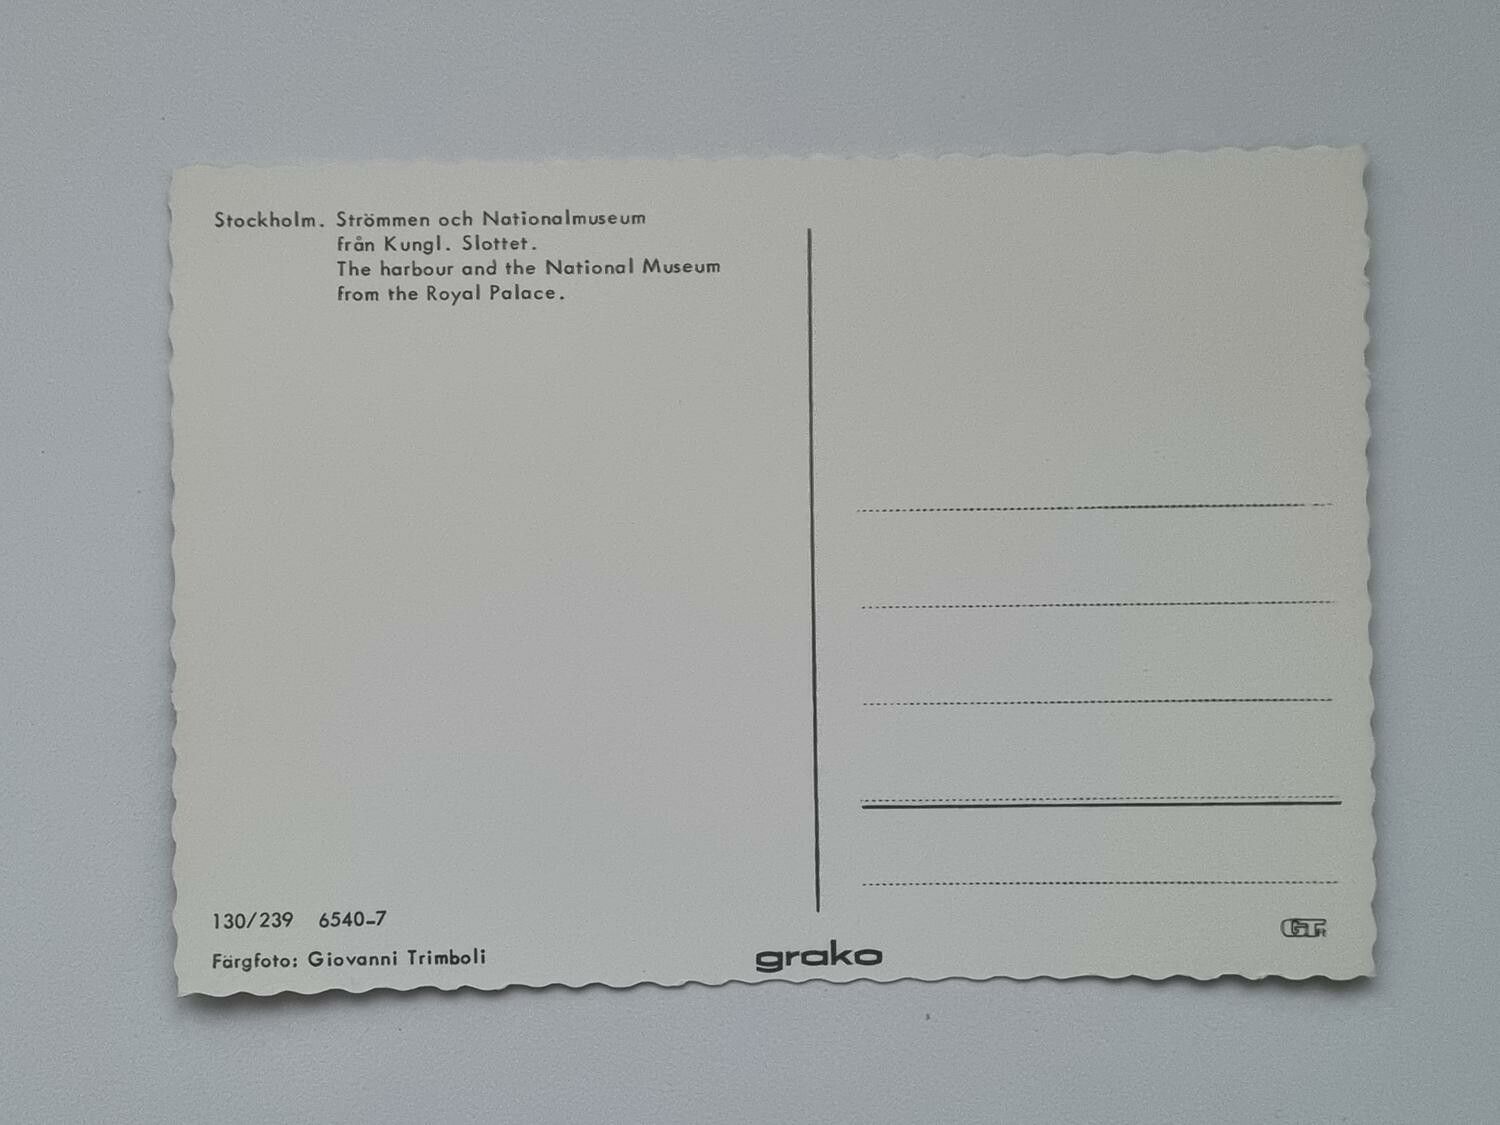 Stockholm. Strömmen och Nationalmuseum
från Kungl. Slottet.
The harbour and the National Museum
from the Royal Palace.
130/239 6540-7
Färgfoto: Giovanni Trimboli
grako
GT